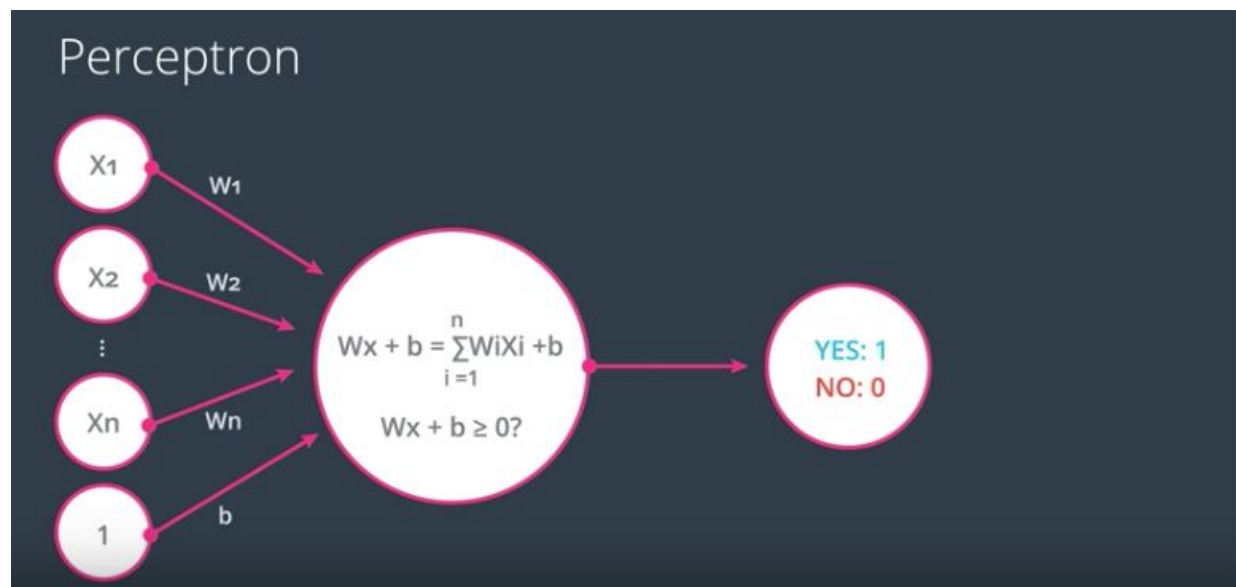 Perceptron
X1
W1
X2
W2
⋮
Xn
Wn
1
b
n
Wx + b = ∑WiXi +b
i =1
Wx + b ≥ 0?
YES: 1
NO: 0